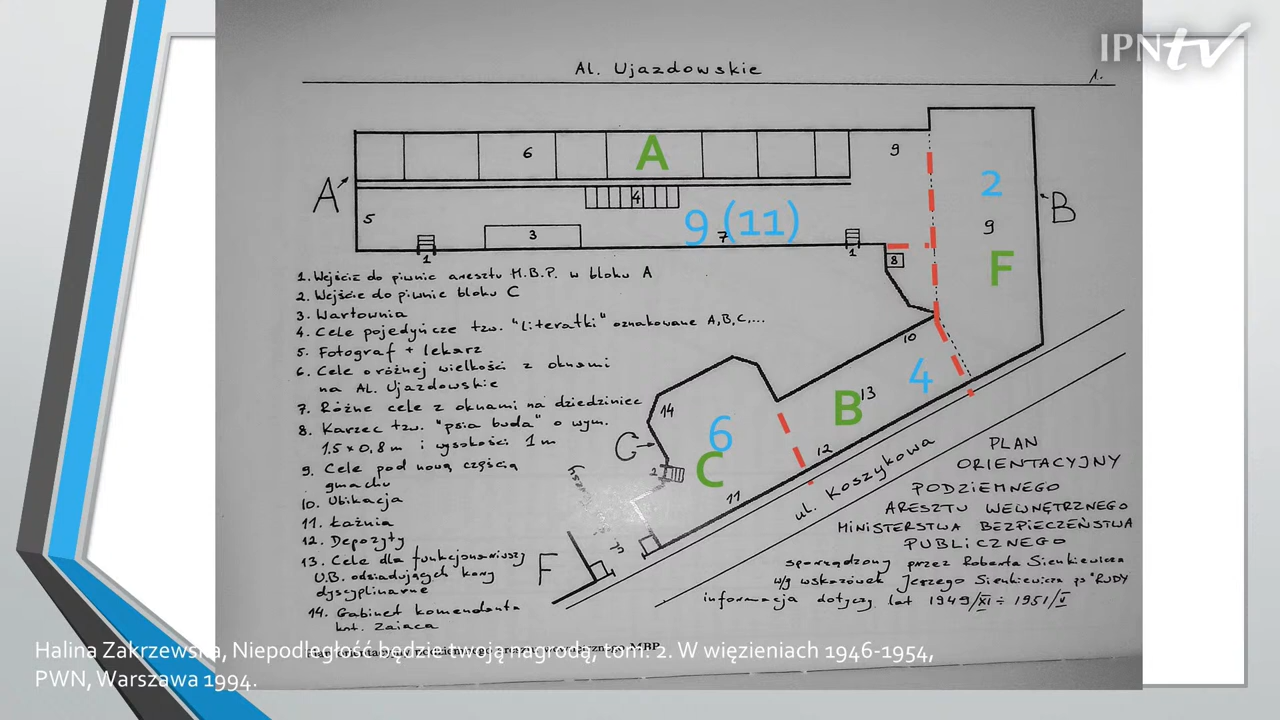 IPNtv
Al. Ujazdowskie
1.
6
A
9
2
A
B
4
5
9 (11)
9
3
7
1
1
8
F
1. Wejście do piwnic aresztu M.B.P. w bloku A
2. Wejście do piwnic bloku C
3. Wartownia
4. Cele pojedyńcze tzw. "literatki" oznakowane A,B,C,...
5. Fotograf + lekarz
6. Cele o różnej wielkości z oknami
na Al. Ujazdowskie
7. Różne cele z oknami na dziedziniec
8. Karzec tzw. "psia buda" o wym.
1.5 x 0,8 m i wysokości 1 m
9. Cele pod nową częścią
gmachu
10. Ubikacja
11. Łaźnia
12. Depozyty
13. Cele dla funkcjonariuszy
U.B. odsiadujących kary
dyscyplinarne
14. Gabinet komendanta
knt. Zająca
10
4
B
13
14
6
C
C
2
12
11
F
ul. Koszykowa
PLAN
ORIENTACYJNY
PODZIEMNEGO
ARESZTU WEWNĘTRZNEGO
MINISTERSTWA BEZPIECZEŃSTWA
PUBLICZNEGO
sporządzony przez Roberta Sienkiewicza
w/g wskazówek Jerzego Sienkiewicza ps "RUDY
informacja dotyczy lat 1949/XI ÷ 1951/V
MBP
Halina Zakrzewska, Niepodległość będzie twoją nagrodą, tom: 2. W więzieniach 1946-1954,
PWN, Warszawa 1994.